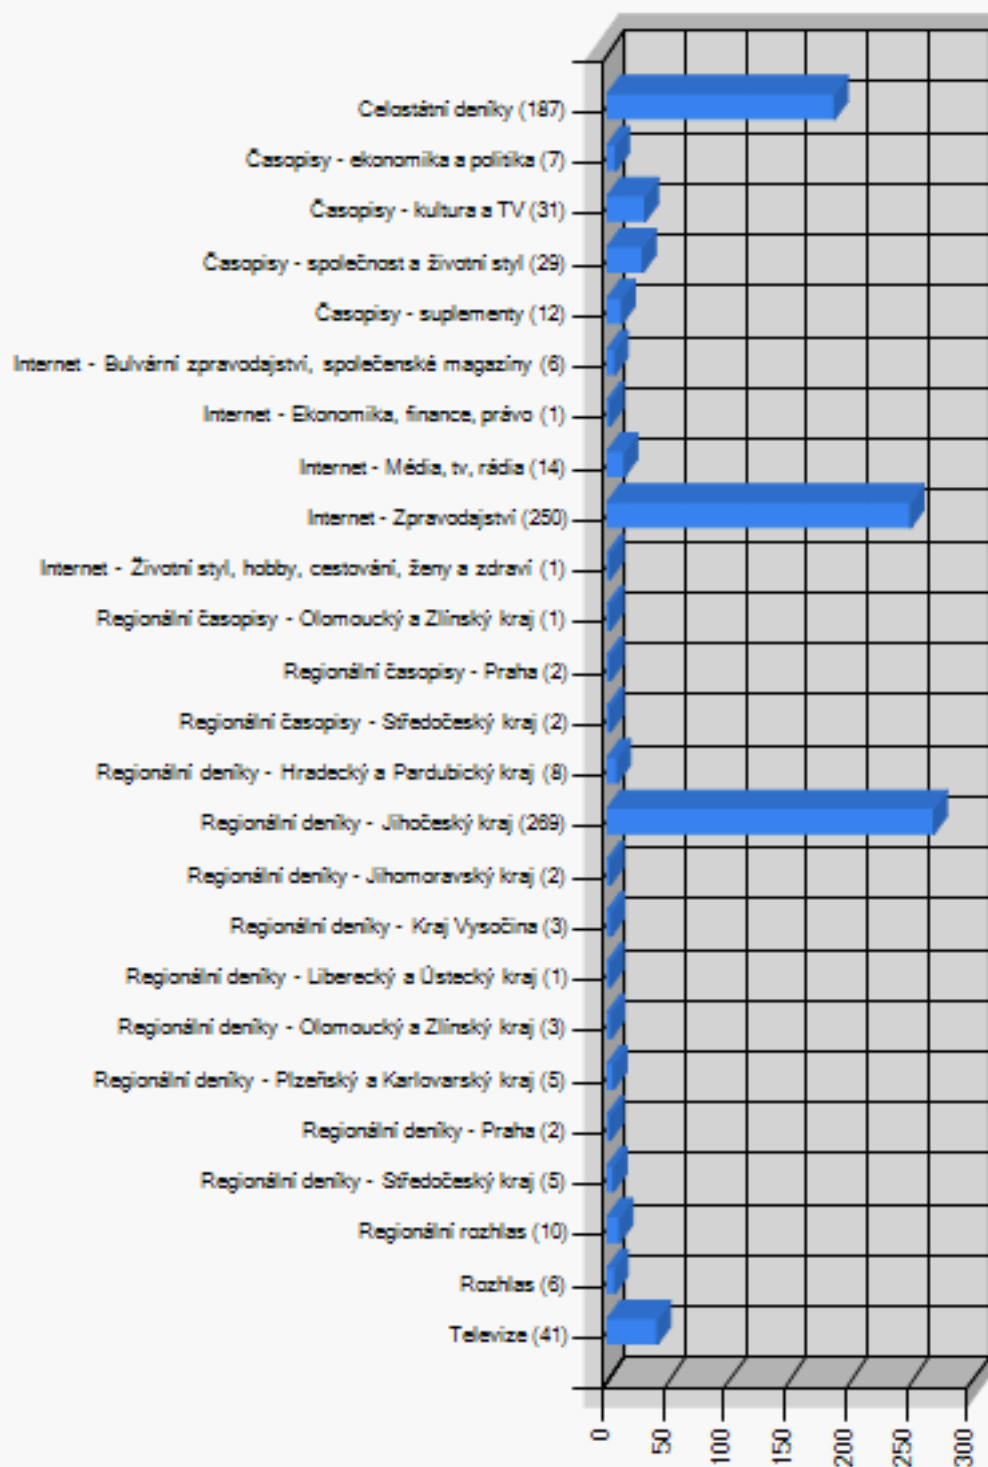 Celostátní deníky (187)
Časopisy - ekonomika a politika (7)
Časopisy - kultura a TV (31)
Časopisy - společnost a životní styl (29)
Časopisy - suplementy (12)
Internet - Bulvární zpravodajství, společenské magazíny (6)
Internet - Ekonomika, finance, právo (1)
Internet - Média, tv, rádia (14)
Internet - Zpravodajství (250)
Internet - Životní styl, hobby, cestování, ženy a zdraví (1)
Regionální časopisy - Olomoucký a Zlínský kraj (1)
Regionální časopisy - Praha (2)
Regionální časopisy - Středočeský kraj (2)
Regionální deníky - Hradecký a Pardubický kraj (8)
Regionální deníky - Jihočeský kraj (269)
Regionální deníky - Jihomoravský kraj (2)
Regionální deníky - Kraj Vysočina (3)
Regionální deníky - Liberecký a Ústecký kraj (1)
Regionální deníky - Olomoucký a Zlínský kraj (3)
Regionální deníky - Plzeňský a Karlovarský kraj (5)
Regionální deníky - Praha (2)
Regionální deníky - Středočeský kraj (5)
Regionální rozhlas (10)
Rozhlas (6)
Televize (41)
0 50 100 150 200 250 300